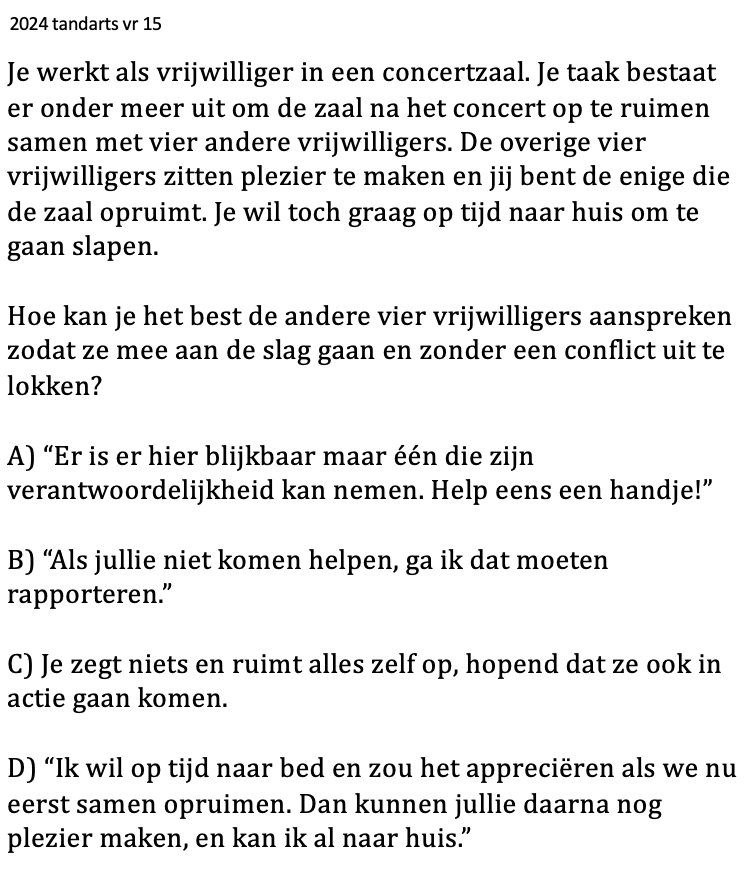 2024 tandarts vr 15
Je werkt als vrijwilliger in een concertzaal. Je taak bestaat
er onder meer uit om de zaal na het concert op te ruimen
samen met vier andere vrijwilligers. De overige vier
vrijwilligers zitten plezier te maken en jij bent de enige die
de zaal opruimt. Je wil toch graag op tijd naar huis om te
gaan slapen.
Hoe kan je het best de andere vier vrijwilligers aanspreken
zodat ze mee aan de slag gaan en zonder een conflict uit te
lokken?
A) “Er is er hier blijkbaar maar één die zijn
verantwoordelijkheid kan nemen. Help eens een handje!”
B) “Als jullie niet komen helpen, ga ik dat moeten
rapporteren.”
C) Je zegt niets en ruimt alles zelf op, hopend dat ze ook in
actie gaan komen.
D) “Ik wil op tijd naar bed en zou het appreciëren als we nu
eerst samen opruimen. Dan kunnen jullie daarna nog
plezier maken, en kan ik al naar huis.”